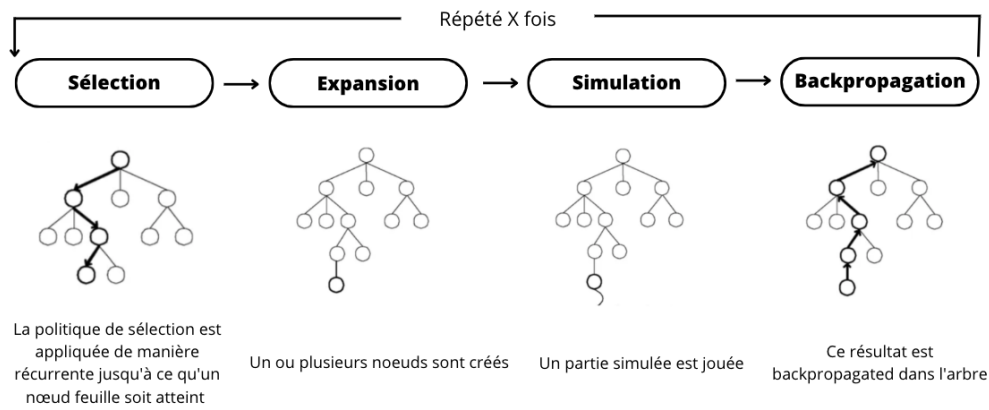 Répété X fois
Sélection
Expansion
Simulation
Backpropagation
La politique de sélection est
appliquée de manière
récurrente jusqu'à ce qu'un
nœud feuille soit atteint
Un ou plusieurs noeuds sont créés
Un partie simulée est jouée
Ce résultat est
backpropagated dans l'arbre